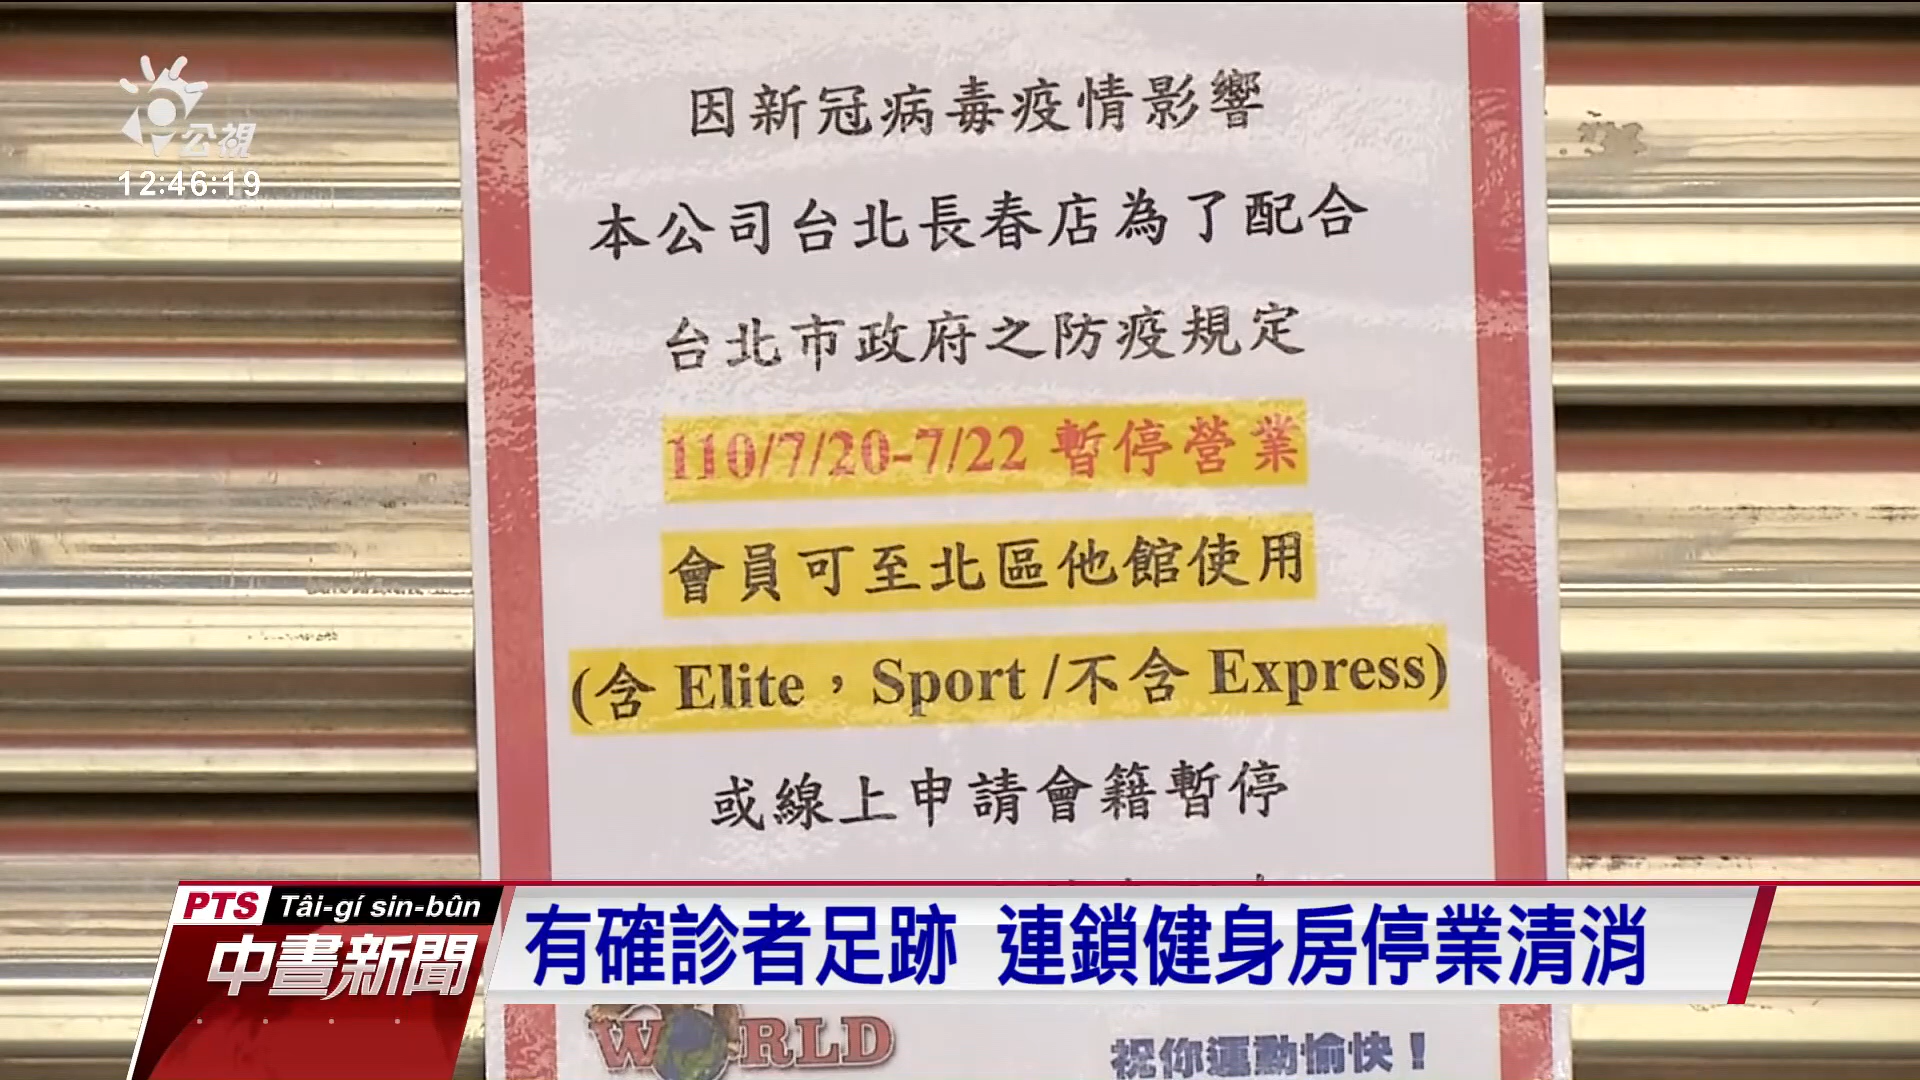 公視
12:46:19
因新冠病毒疫情影響
本公司台北長春店為了配合
台北市政府之防疫規定
110/7/20-7/22 暫停營業
會員可至北區他館使用
(含 Elite，Sport /不含 Express)
或線上申請會籍暫停
PTS Tâi-gí sin-bûn
中晝新聞
有確診者足跡 連鎖健身房停業清消
WORLD
祝你運動愉快！